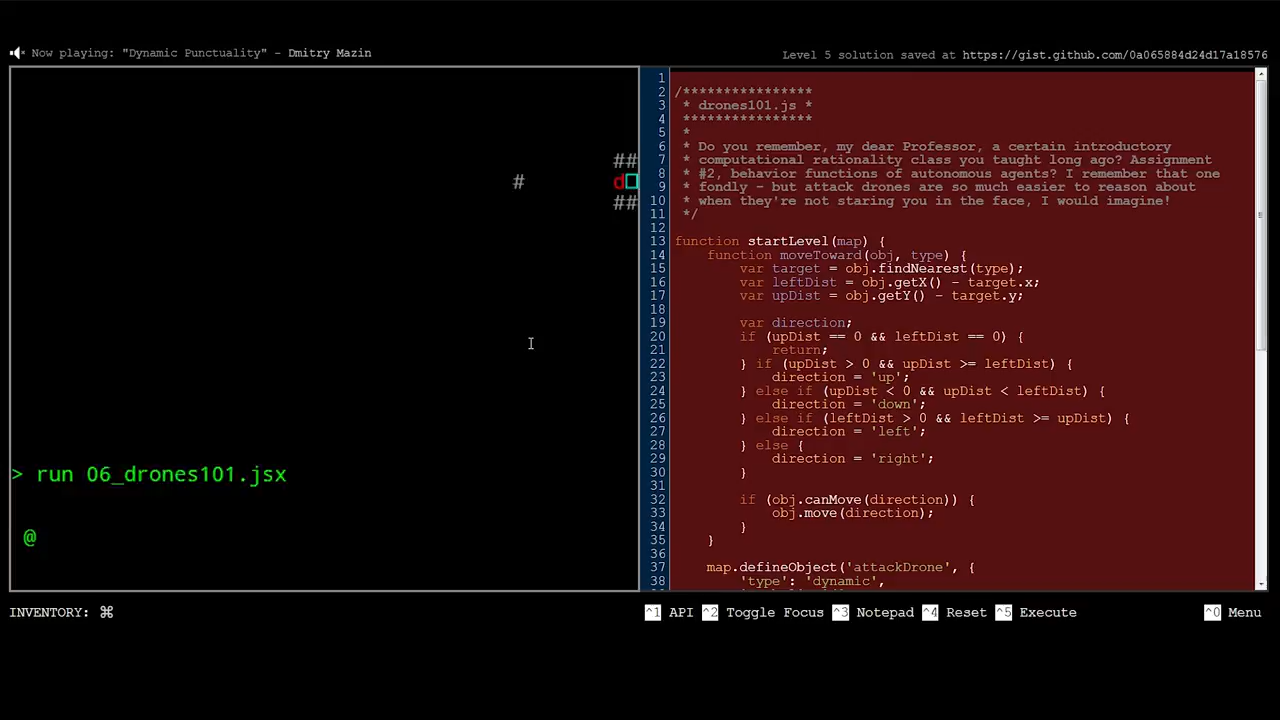 Now playing: "Dynamic Punctuality" - Dmitry Mazin
Level 5 solution saved at https://gist.github.com/0a065884d24d17a18576
##
# d
##
> run 06_drones101.jsx
@
1
2 /****************
3  * drones101.js *
4  ****************
5  *
6  * Do you remember, my dear Professor, a certain introductory
7  * computational rationality class you taught long ago? Assignment
8  * #2, behavior functions of autonomous agents? I remember that one
9  * fondly - but attack drones are so much easier to reason about
10  * when they're not staring you in the face, I would imagine!
11  */
12
13 function startLevel(map) {
14     function moveToward(obj, type) {
15         var target = obj.findNearest(type);
16         var leftDist = obj.getX() - target.x;
17         var upDist = obj.getY() - target.y;
18
19         var direction;
20         if (upDist == 0 && leftDist == 0) {
21             return;
22         } if (upDist > 0 && upDist >= leftDist) {
23             direction = 'up';
24         } else if (upDist < 0 && upDist < leftDist) {
25             direction = 'down';
26         } else if (leftDist > 0 && leftDist >= upDist) {
27             direction = 'left';
28         } else {
29             direction = 'right';
30         }
31
32         if (obj.canMove(direction)) {
33             obj.move(direction);
34         }
35     }
36
37     map.defineObject('attackDrone', {
38         'type': 'dynamic',
INVENTORY: ⌘
^1 API ^2 Toggle Focus ^3 Notepad ^4 Reset ^5 Execute ^0 Menu